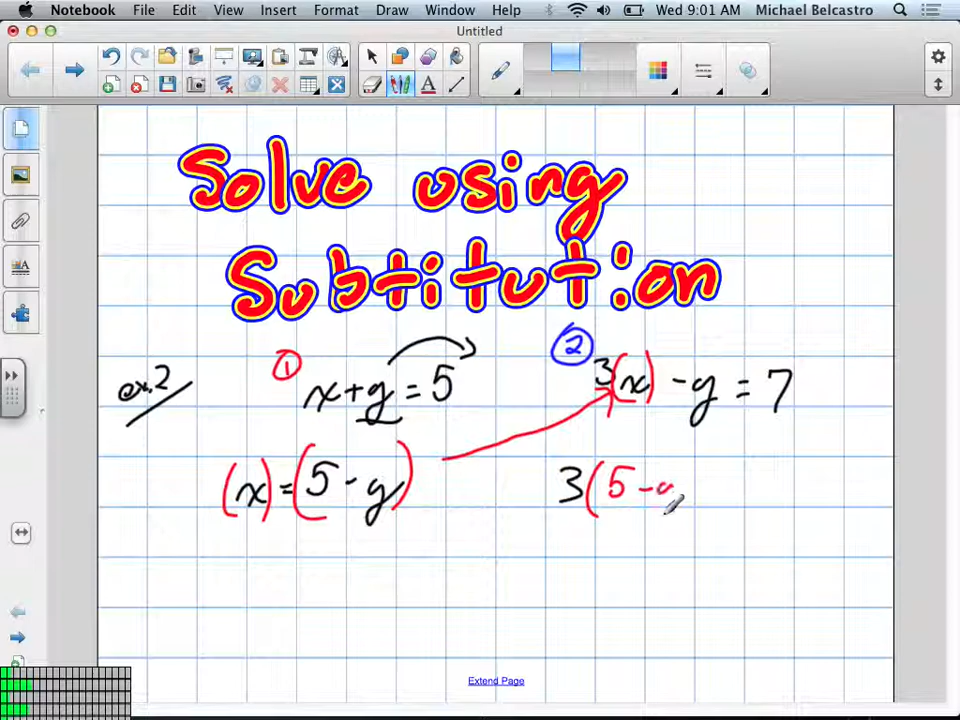 Notebook File Edit View Insert Format Draw Window Help Wed 9:01 AM Michael Belcastro
Untitled
Solve using
Subtitution
ex.2 ① x+y=5 ② 3(x)-y=7
(x)=(5-y) 3(5-y
Extend Page